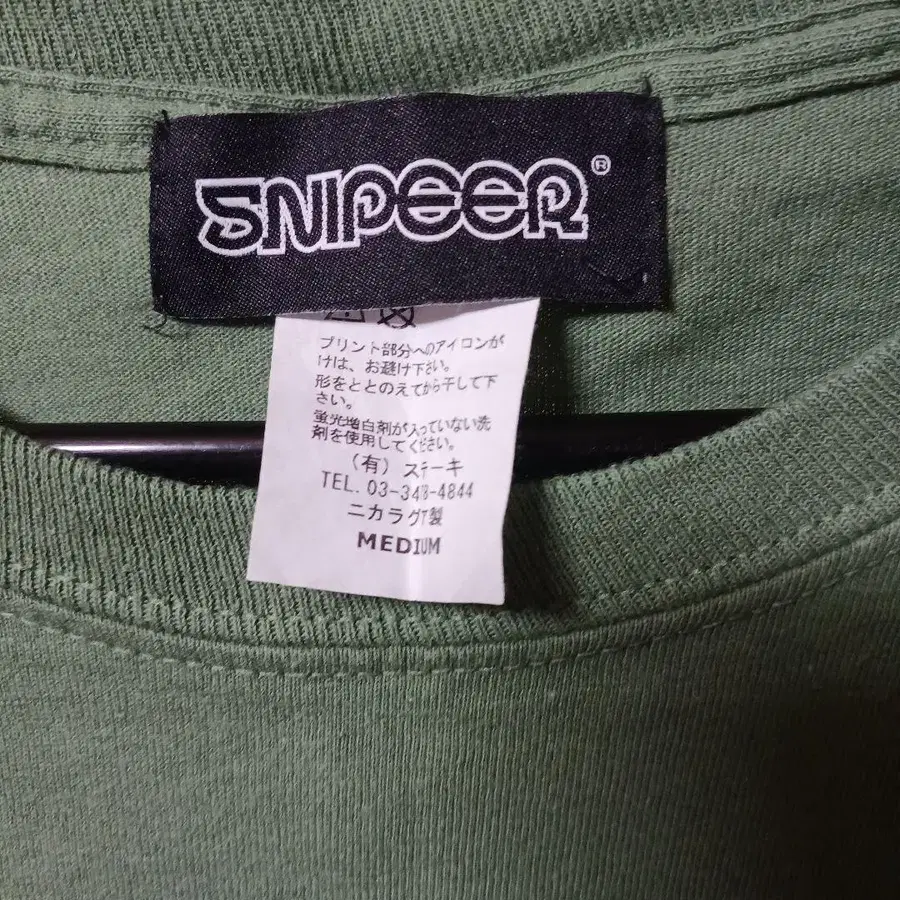 SNIPEER®
プリント部分へのアイロンが
けは、お避け下さい。
形をととのえてから干して下
さい。
蛍光増白剤が入っていない洗
剤を使用してください。
(有) ステーキ
TEL. 03-3478-4844
ニカラグア製
MEDIUM